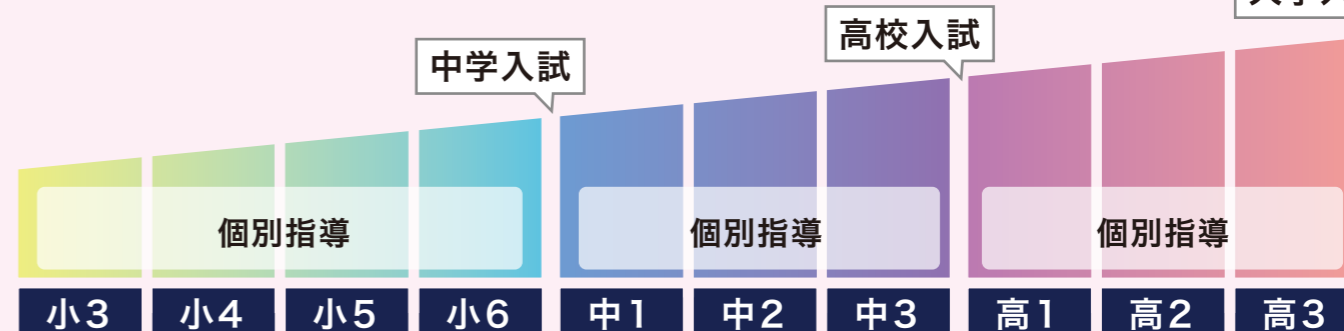 高校入試
中学入試
個別指導
個別指導
個別指導
小3 小4 小5 小6 中1 中2 中3 高1 高2 高3